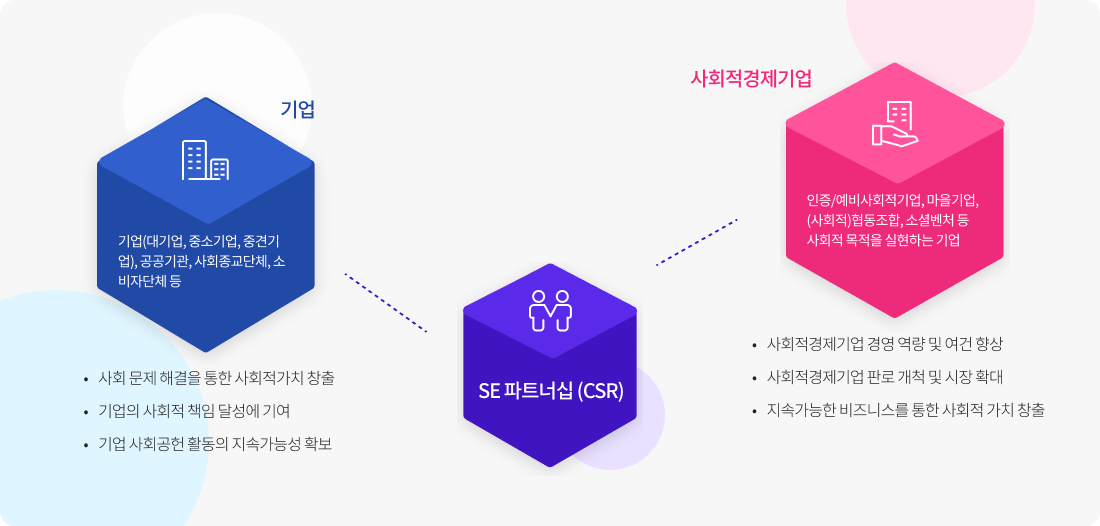 기업
기업(대기업, 중소기업, 중견기
업), 공공기관, 사회종교단체, 소
비자단체 등
• 사회 문제 해결을 통한 사회적가치 창출
• 기업의 사회적 책임 달성에 기여
• 기업 사회공헌 활동의 지속가능성 확보
SE 파트너십 (CSR)
사회적경제기업
인증/예비사회적기업, 마을기업,
(사회적)협동조합, 소셜벤처 등
사회적 목적을 실현하는 기업
• 사회적경제기업 경영 역량 및 여건 향상
• 사회적경제기업 판로 개척 및 시장 확대
• 지속가능한 비즈니스를 통한 사회적 가치 창출